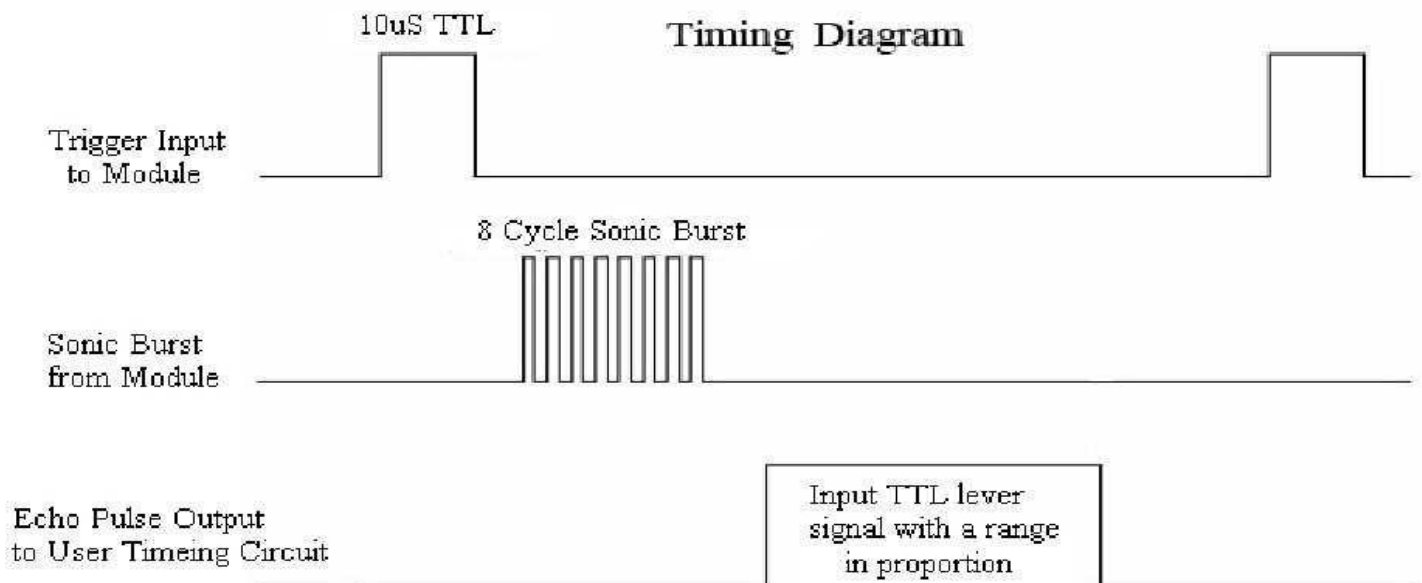 10uS TTL
Timing Diagram
Trigger Input
to Module
8 Cycle Sonic Burst
Sonic Burst
from Module
Echo Pulse Output
to User Timeing Circuit
Input TTL lever
signal with a range
in proportion